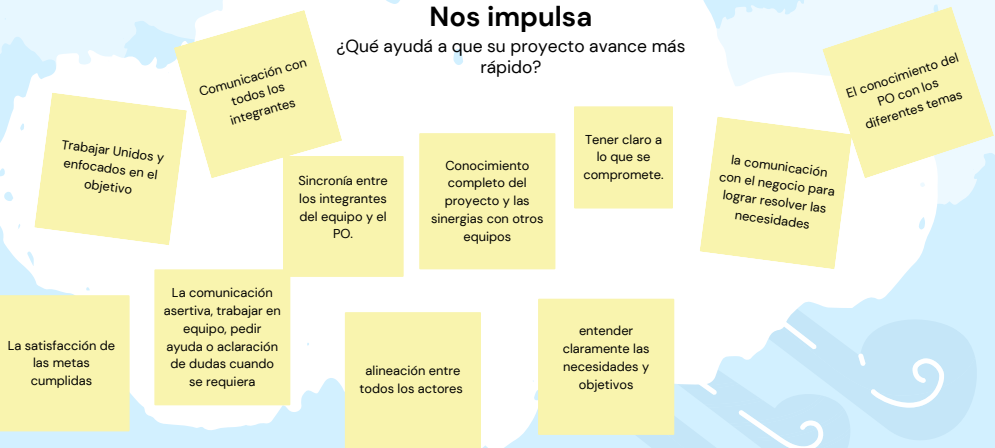 Nos impulsa
¿Qué ayudá a que su proyecto avance más
rápido?
Comunicación con
todos los
integrantes
El conocimiento del
PO con los
diferentes temas
Trabajar Unidos y
enfocados en el
objetivo
Sincronía entre
los integrantes
del equipo y el
PO.
Conocimiento
completo del
proyecto y las
sinergias con otros
equipos
Tener claro a
lo que se
compromete.
la comunicación
con el negocio para
lograr resolver las
necesidades
La satisfacción de
las metas
cumplidas
La comunicación
asertiva, trabajar en
equipo, pedir
ayuda o aclaración
de dudas cuando
se requiera
alineación entre
todos los actores
entender
claramente las
necesidades y
objetivos